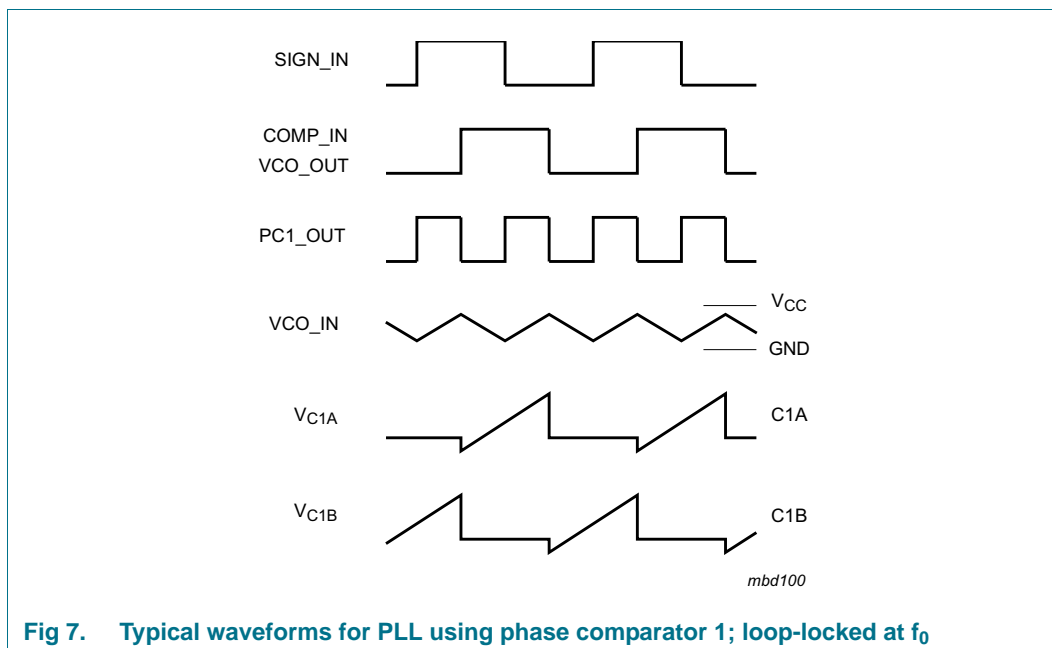 SIGN_IN
COMP_IN
VCO_OUT
PC1_OUT
VCO_IN
VCC
GND
VC1A
C1A
VC1B
C1B
mbd100
Fig 7. Typical waveforms for PLL using phase comparator 1; loop-locked at f0